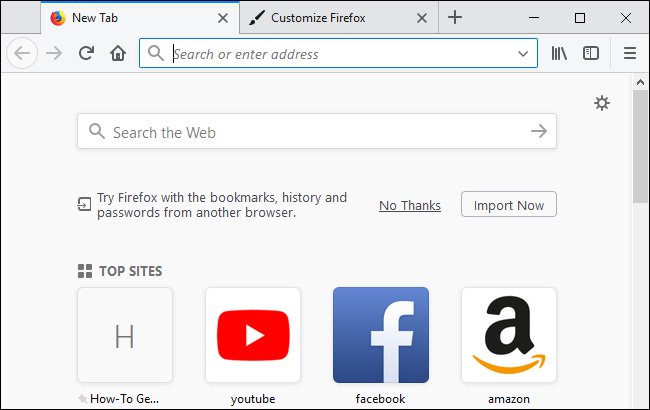 New Tab
Customize Firefox
Search or enter address
Search the Web
Try Firefox with the bookmarks, history and
passwords from another browser.
No Thanks
Import Now
TOP SITES
H
a
f
How-To Ge...
youtube
facebook
amazon